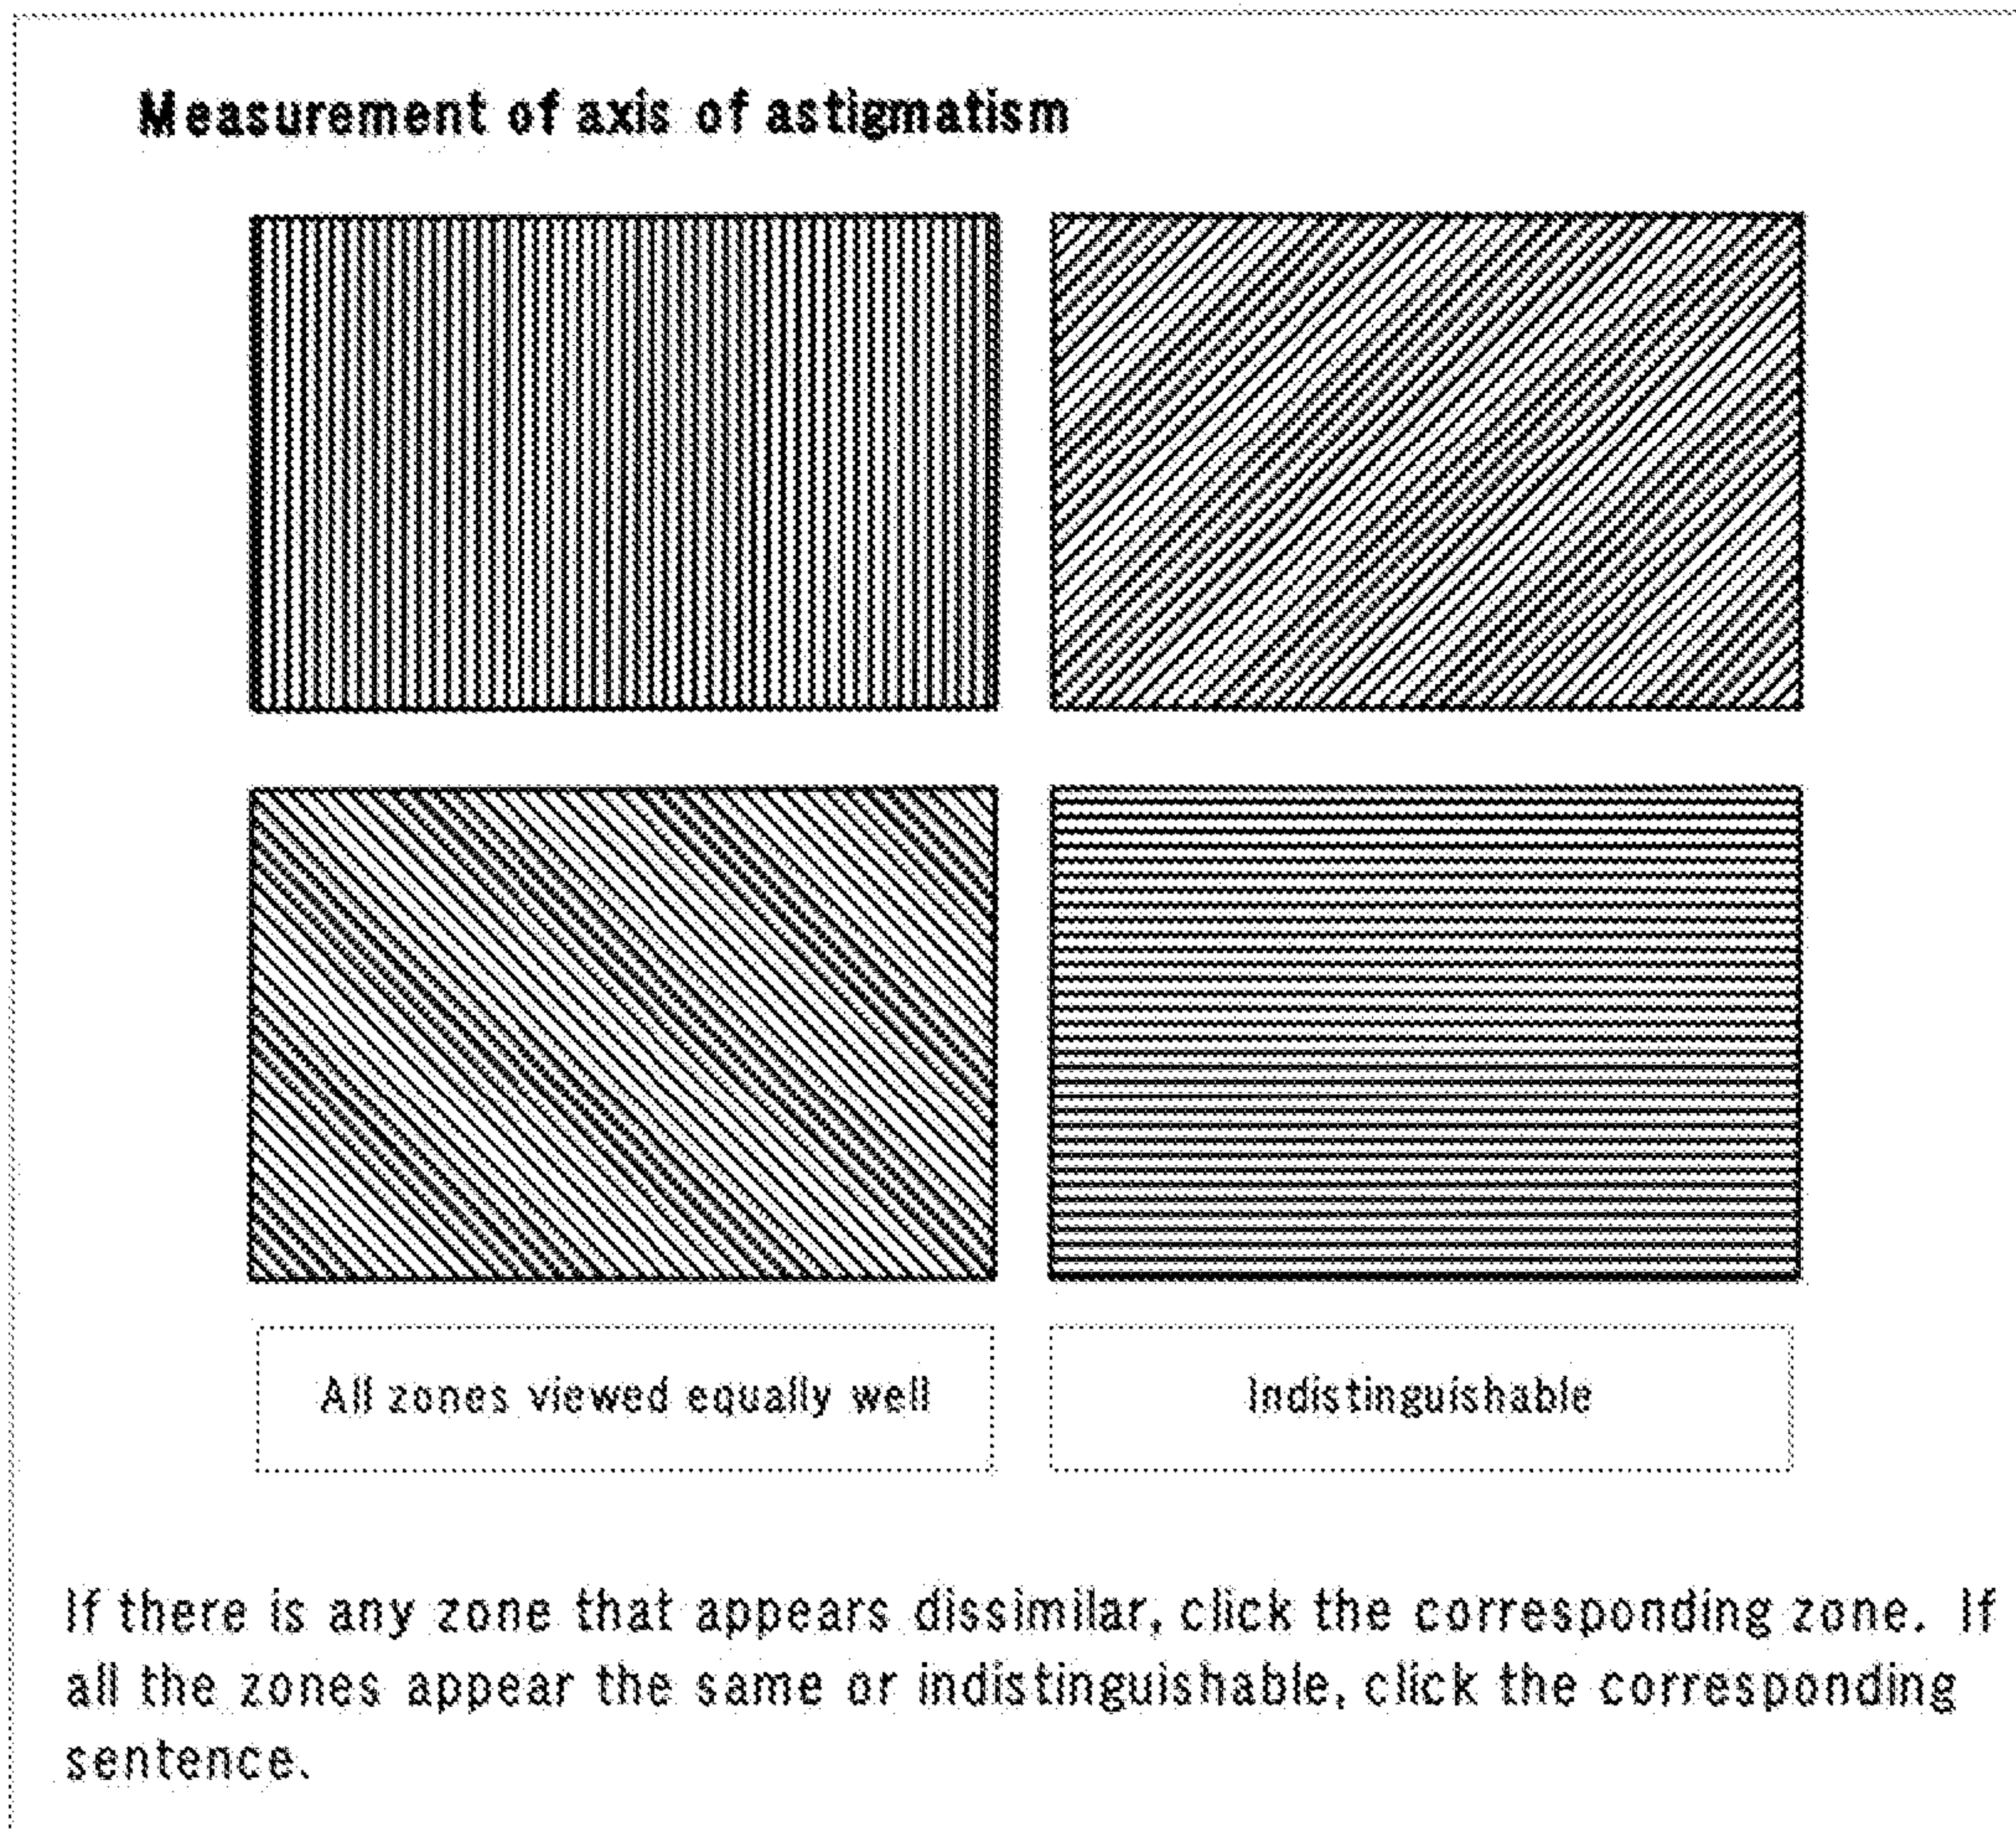 Measurement of axis of astigmatism
All zones viewed equally well
Indistinguishable
If there is any zone that appears dissimilar, click the corresponding zone. If
all the zones appear the same or indistinguishable, click the corresponding
sentence.